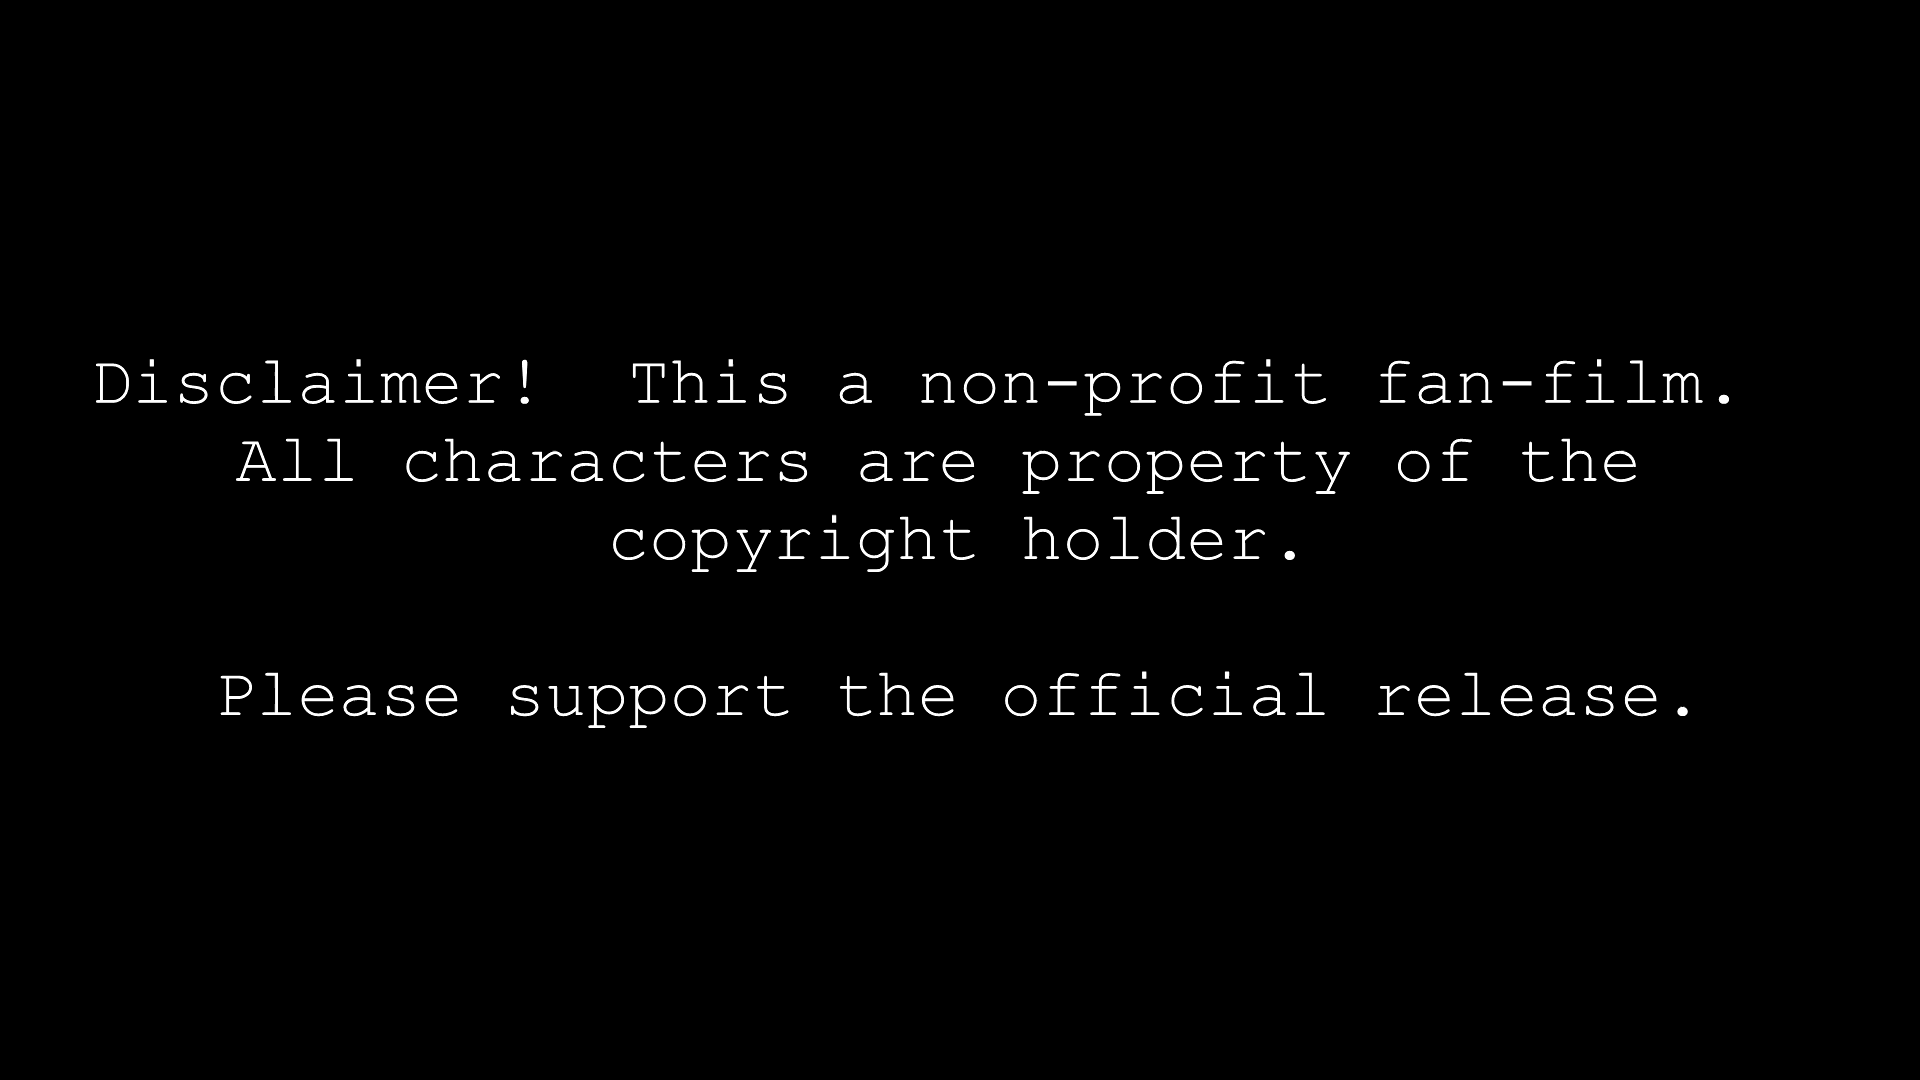 Disclaimer!  This a non-profit fan-film.
All characters are property of the
copyright holder.
Please support the official release.